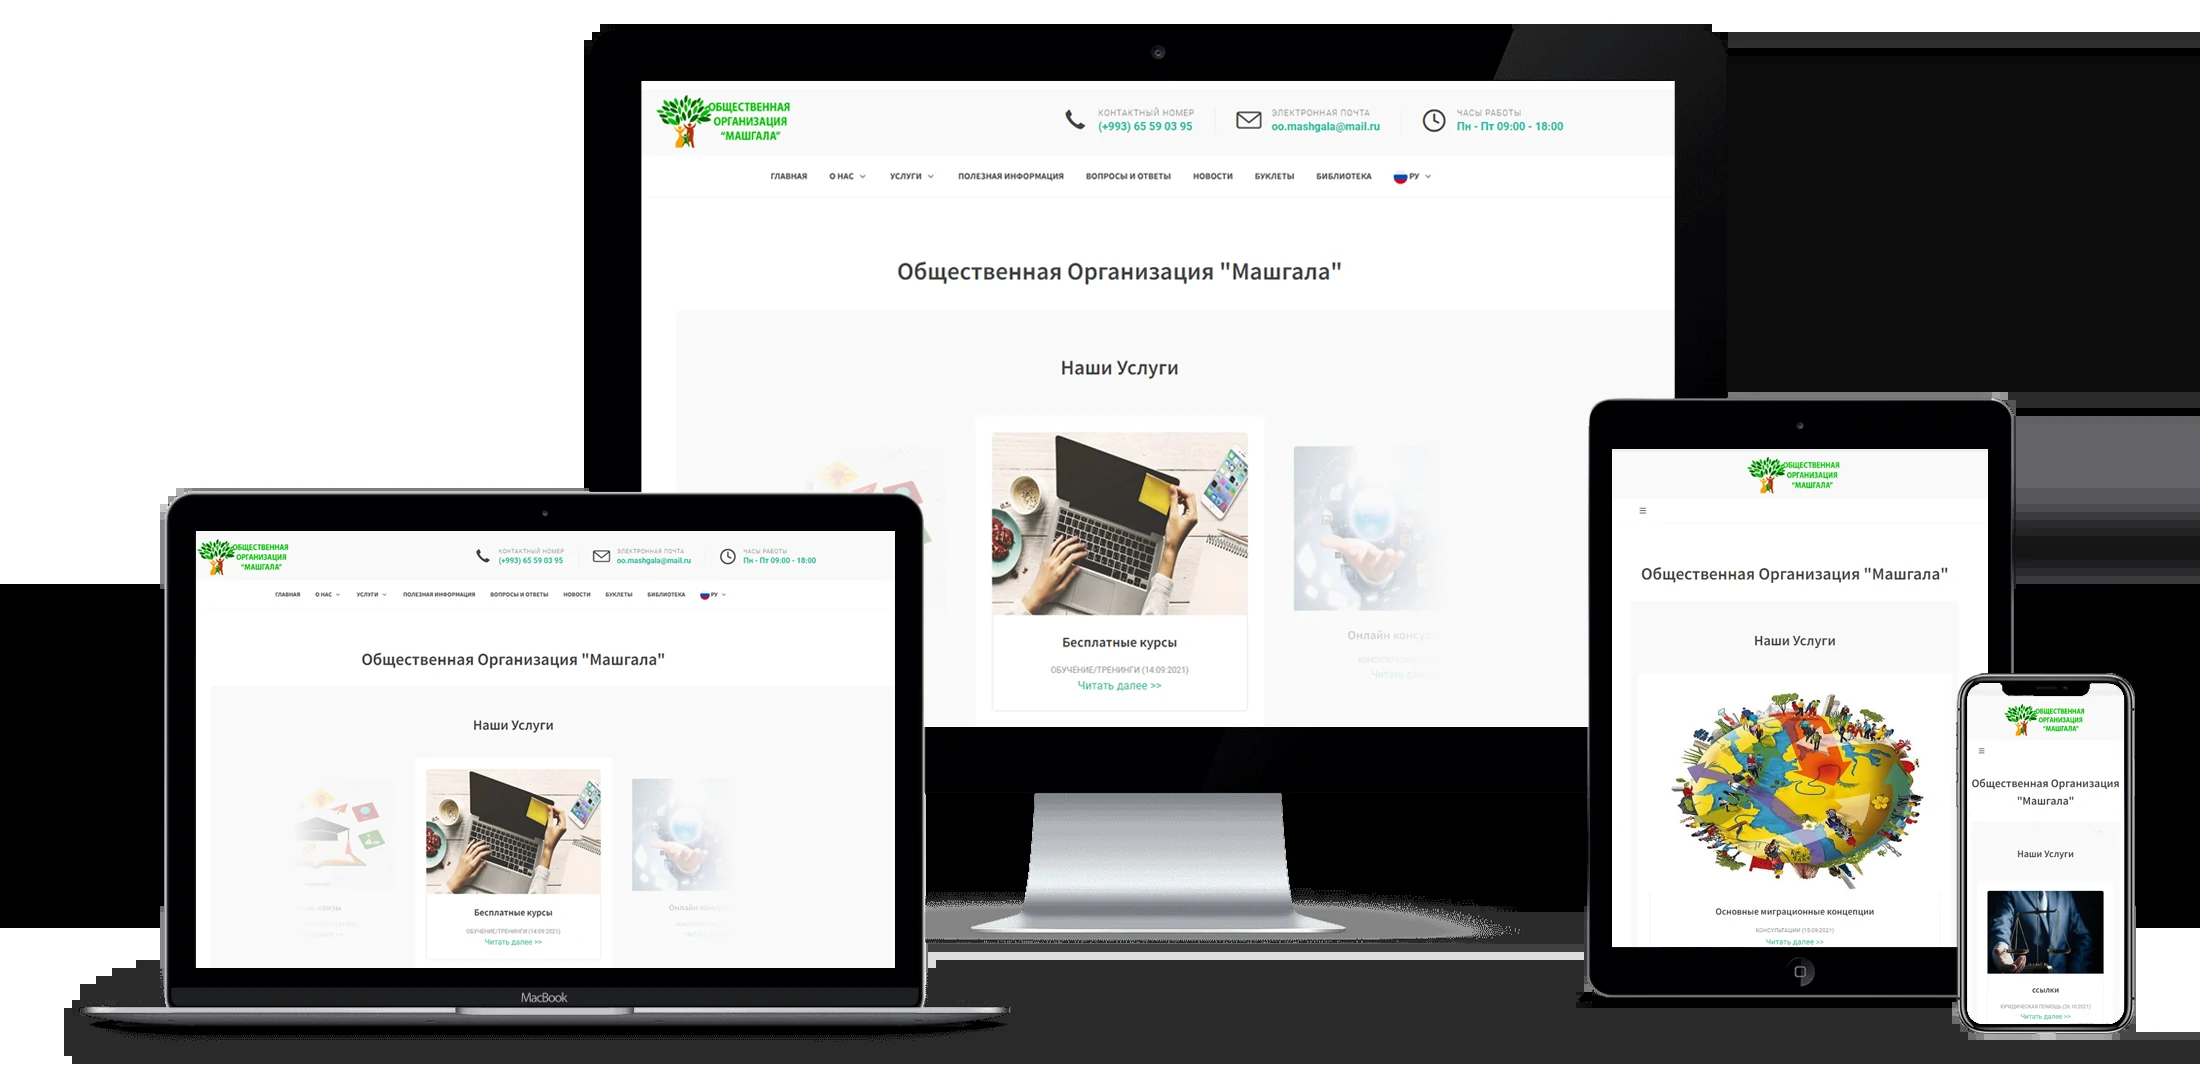 ОБЩЕСТВЕННАЯ
ОРГАНИЗАЦИЯ
"МАШГАЛА"
КОНТАКТНЫЙ НОМЕР
(+993) 65 59 03 95
ЭЛЕКТРОННАЯ ПОЧТА
oo.mashgala@mail.ru
ЧАСЫ РАБОТЫ
Пн - Пт 09:00 - 18:00
ГЛАВНАЯ О НАС УСЛУГИ ПОЛЕЗНАЯ ИНФОРМАЦИЯ ВОПРОСЫ И ОТВЕТЫ НОВОСТИ БУКЛЕТЫ БИБЛИОТЕКА РУ
Общественная Организация "Машгала"
Наши Услуги
Бесплатные курсы
ОБУЧЕНИЕ/ТРЕНИНГИ (14.09.2021)
Читать далее >>
Онлайн
Читать
ОБЩЕСТВЕННАЯ
ОРГАНИЗАЦИЯ
"МАШГАЛА"
КОНТАКТНЫЙ НОМЕР
(+993) 65 59 03 95
ЭЛЕКТРОННАЯ ПОЧТА
oo.mashgala@mail.ru
ЧАСЫ РАБОТЫ
Пн - Пт 09:00 - 18:00
ГЛАВНАЯ О НАС УСЛУГИ ПОЛЕЗНАЯ ИНФОРМАЦИЯ ВОПРОСЫ И ОТВЕТЫ НОВОСТИ БУКЛЕТЫ БИБЛИОТЕКА РУ
Общественная Организация "Машгала"
Наши Услуги
Бесплатные курсы
ОБУЧЕНИЕ/ТРЕНИНГИ (14.09.2021)
Читать далее >>
Онлайн
MacBook
ОБЩЕСТВЕННАЯ
ОРГАНИЗАЦИЯ
"МАШГАЛА"
Общественная Организация "Машгала"
Наши Услуги
Основные миграционные концепции
КОНСУЛЬТАЦИИ (15.09.2021)
Читать далее >>
ОБЩЕСТВЕННАЯ
ОРГАНИЗАЦИЯ
"МАШГАЛА"
Общественная Организация
"Машгала"
Наши Услуги
ссылки
ЮРИДИЧЕСКАЯ ПОМОЩЬ (26.10.2021)
Читать далее >>